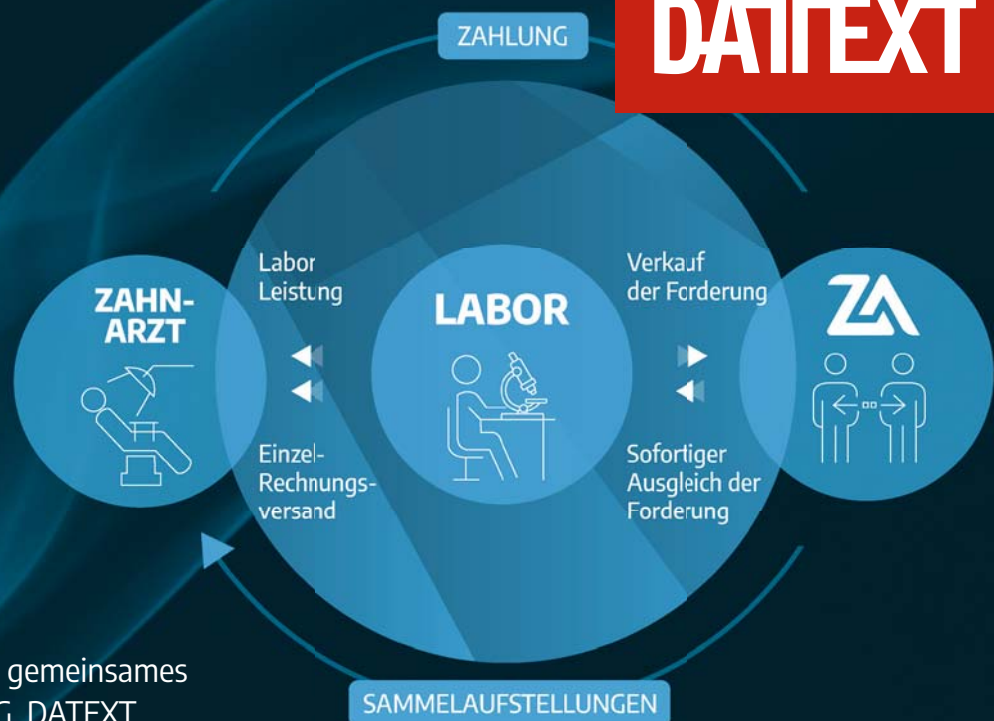 ZAHLUNG
DATEXT
Labor
Leistung
Verkauf
der Forderung
ZAHN-
ARZT
LABOR
ZA
Einzel-
Rechnungs-
versand
Sofortiger
Ausgleich der
Forderung
gemeinsames
G, DATEXT
SAMMELAUFSTELLUNGEN